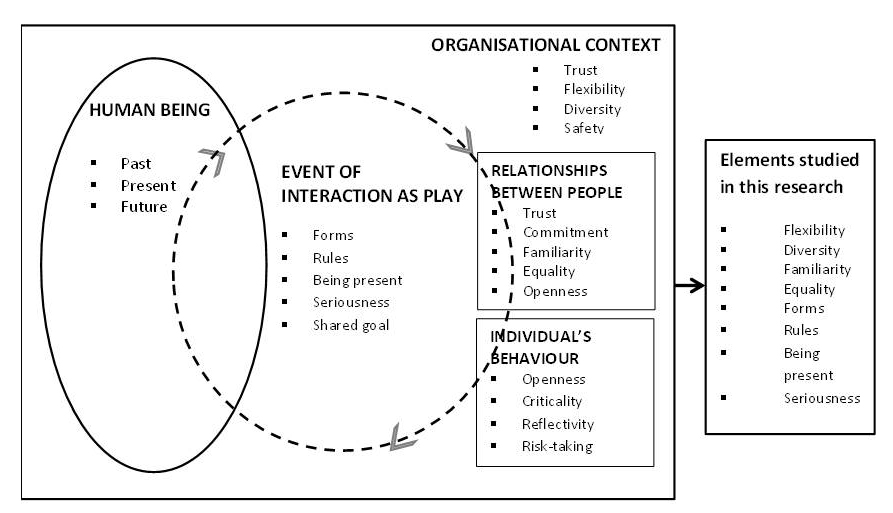 ORGANISATIONAL CONTEXT
▪ Trust
▪ Flexibility
▪ Diversity
▪ Safety
HUMAN BEING
▪ Past
▪ Present
▪ Future
EVENT OF
INTERACTION AS PLAY
▪ Forms
▪ Rules
▪ Being present
▪ Seriousness
▪ Shared goal
RELATIONSHIPS
BETWEEN PEOPLE
▪ Trust
▪ Commitment
▪ Familiarity
▪ Equality
▪ Openness
INDIVIDUAL'S
BEHAVIOUR
▪ Openness
▪ Criticality
▪ Reflectivity
▪ Risk-taking
Elements studied
in this research
▪ Flexibility
▪ Diversity
▪ Familiarity
▪ Equality
▪ Forms
▪ Rules
▪ Being
present
▪ Seriousness